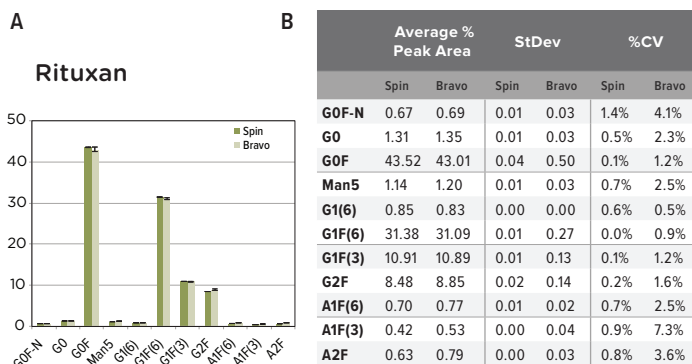 A
Rituxan
50
40
30
20
10
0
Spin
Bravo
G0F-N G0 G0F Man5 G1(6) G1F(6) G1F(3) G2F A1F(6) A1F(3) A2F
B
Average % Peak Area StDev %CV
Spin Bravo Spin Bravo Spin Bravo
G0F-N 0.67 0.69 0.01 0.03 1.4% 4.1%
G0 1.31 1.35 0.01 0.03 0.5% 2.3%
G0F 43.52 43.01 0.04 0.50 0.1% 1.2%
Man5 1.14 1.20 0.01 0.03 0.7% 2.5%
G1(6) 0.85 0.83 0.00 0.00 0.6% 0.5%
G1F(6) 31.38 31.09 0.01 0.27 0.0% 0.9%
G1F(3) 10.91 10.89 0.01 0.13 0.1% 1.2%
G2F 8.48 8.85 0.02 0.14 0.2% 1.6%
A1F(6) 0.70 0.77 0.01 0.02 0.7% 2.5%
A1F(3) 0.42 0.53 0.00 0.04 0.9% 7.3%
A2F 0.63 0.79 0.00 0.03 0.8% 3.6%